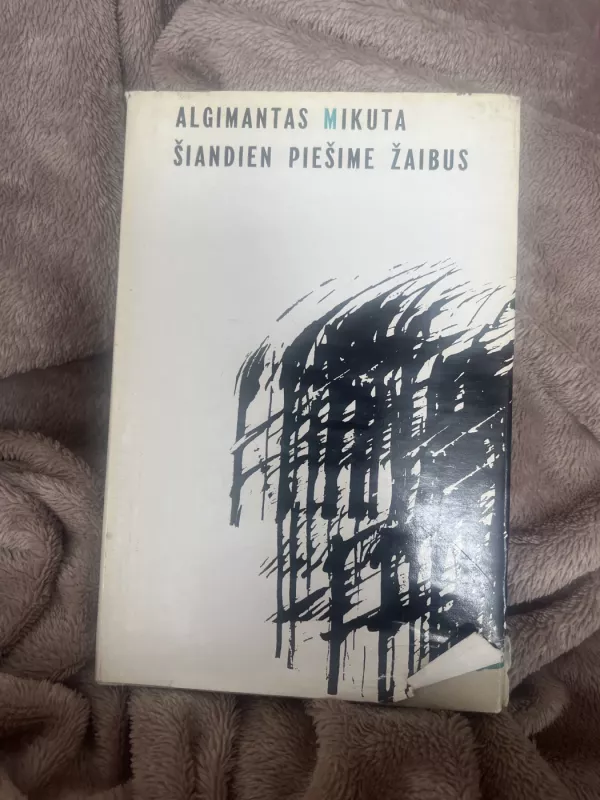 ALGIMANTAS MIKUTA
ŠIANDIEN PIEŠIME ŽAIBUS